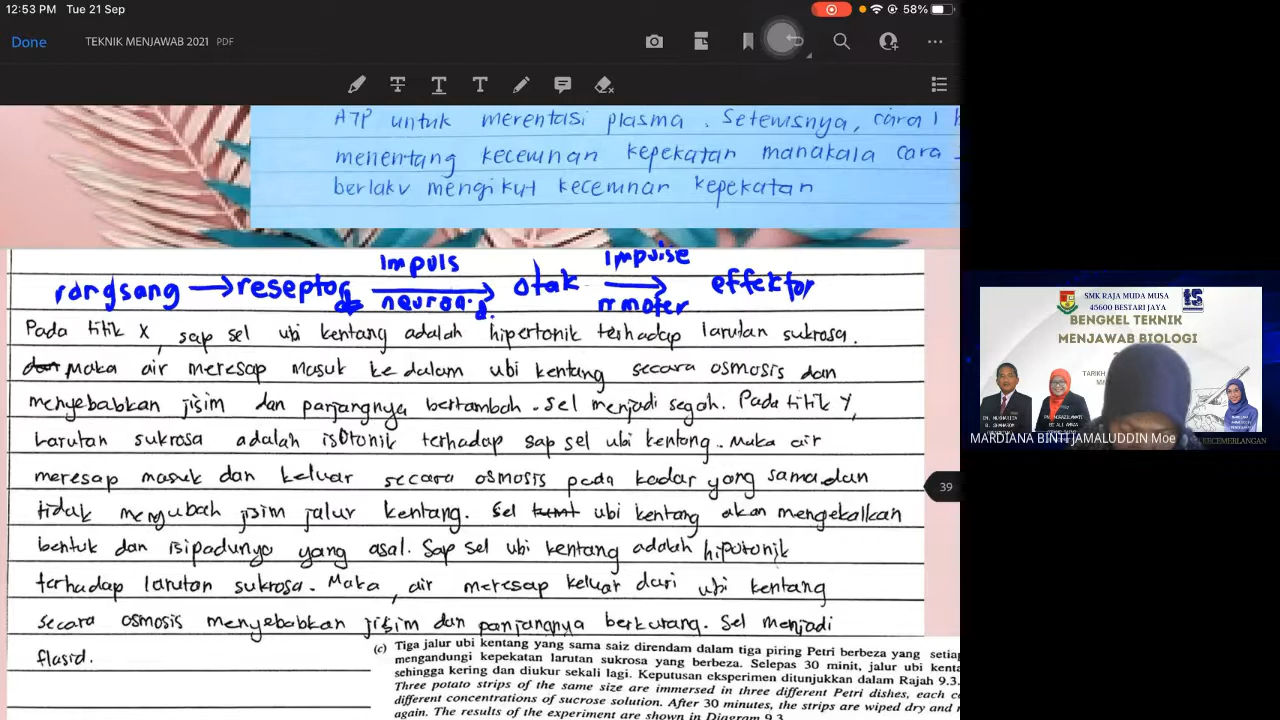 12:53 PM Tue 21 Sep
58%
Done
TEKNIK MENJAWAB 2021 PDF
ATP untuk merentasi plasma. Seterusnya, cara 1
menentang kecerunan kepekatan manakala cara
berlaku mengikut kecerunan kepekatan
impuls
impulse
rangsang → reseptor
otak
effektor
Pada titik X, sap sel ubi kentang adalah hipertonik terhadap larutan sukrosa.
Maka air meresap masuk ke dalam ubi kentang secara osmosis dan
menyebabkan jisim dan panjangnya bertambah. Sel menjadi segah. Pada titik Y,
larutan sukrosa adalah isotonik terhadap sap sel ubi kentang. Maka air
meresap masuk dan keluar secara osmosis pada kadar yang sama dan
tidak mengubah jisim jalur kentang. Sel ubi kentang akan mengekalkan
bentuk dan isipadunya yang asal. Sap sel ubi kentang adalah hipotonik
terhadap larutan sukrosa. Maka, air meresap keluar dari ubi kentang
secara osmosis menyebabkan jisim dan panjangnya berkurang. Sel menjadi
flasid.
39
(c) Tiga jalur ubi kentang yang sama saiz direndam dalam tiga piring Petri berbeza yang
mengandungi kepekatan larutan sukrosa yang berbeza. Selepas 30 minit, jalur ubi
sehingga kering dan diukur sekali lagi. Keputusan eksperimen ditunjukkan dalam Rajah 9.3.
Three potato strips of the same size are immersed in three different Petri dishes, each
different concentrations of sucrose solution. After 30 minutes, the strips are wiped dry and
again. The results of the experiment are shown in Diagram 9.3
SMK RAJA MUDA MUSA
45600 BESTARI JAYA
BENGKEL TEKNIK
MENJAWAB BIOLOGI
MARDIANA BINTI JAMALUDDIN Moe